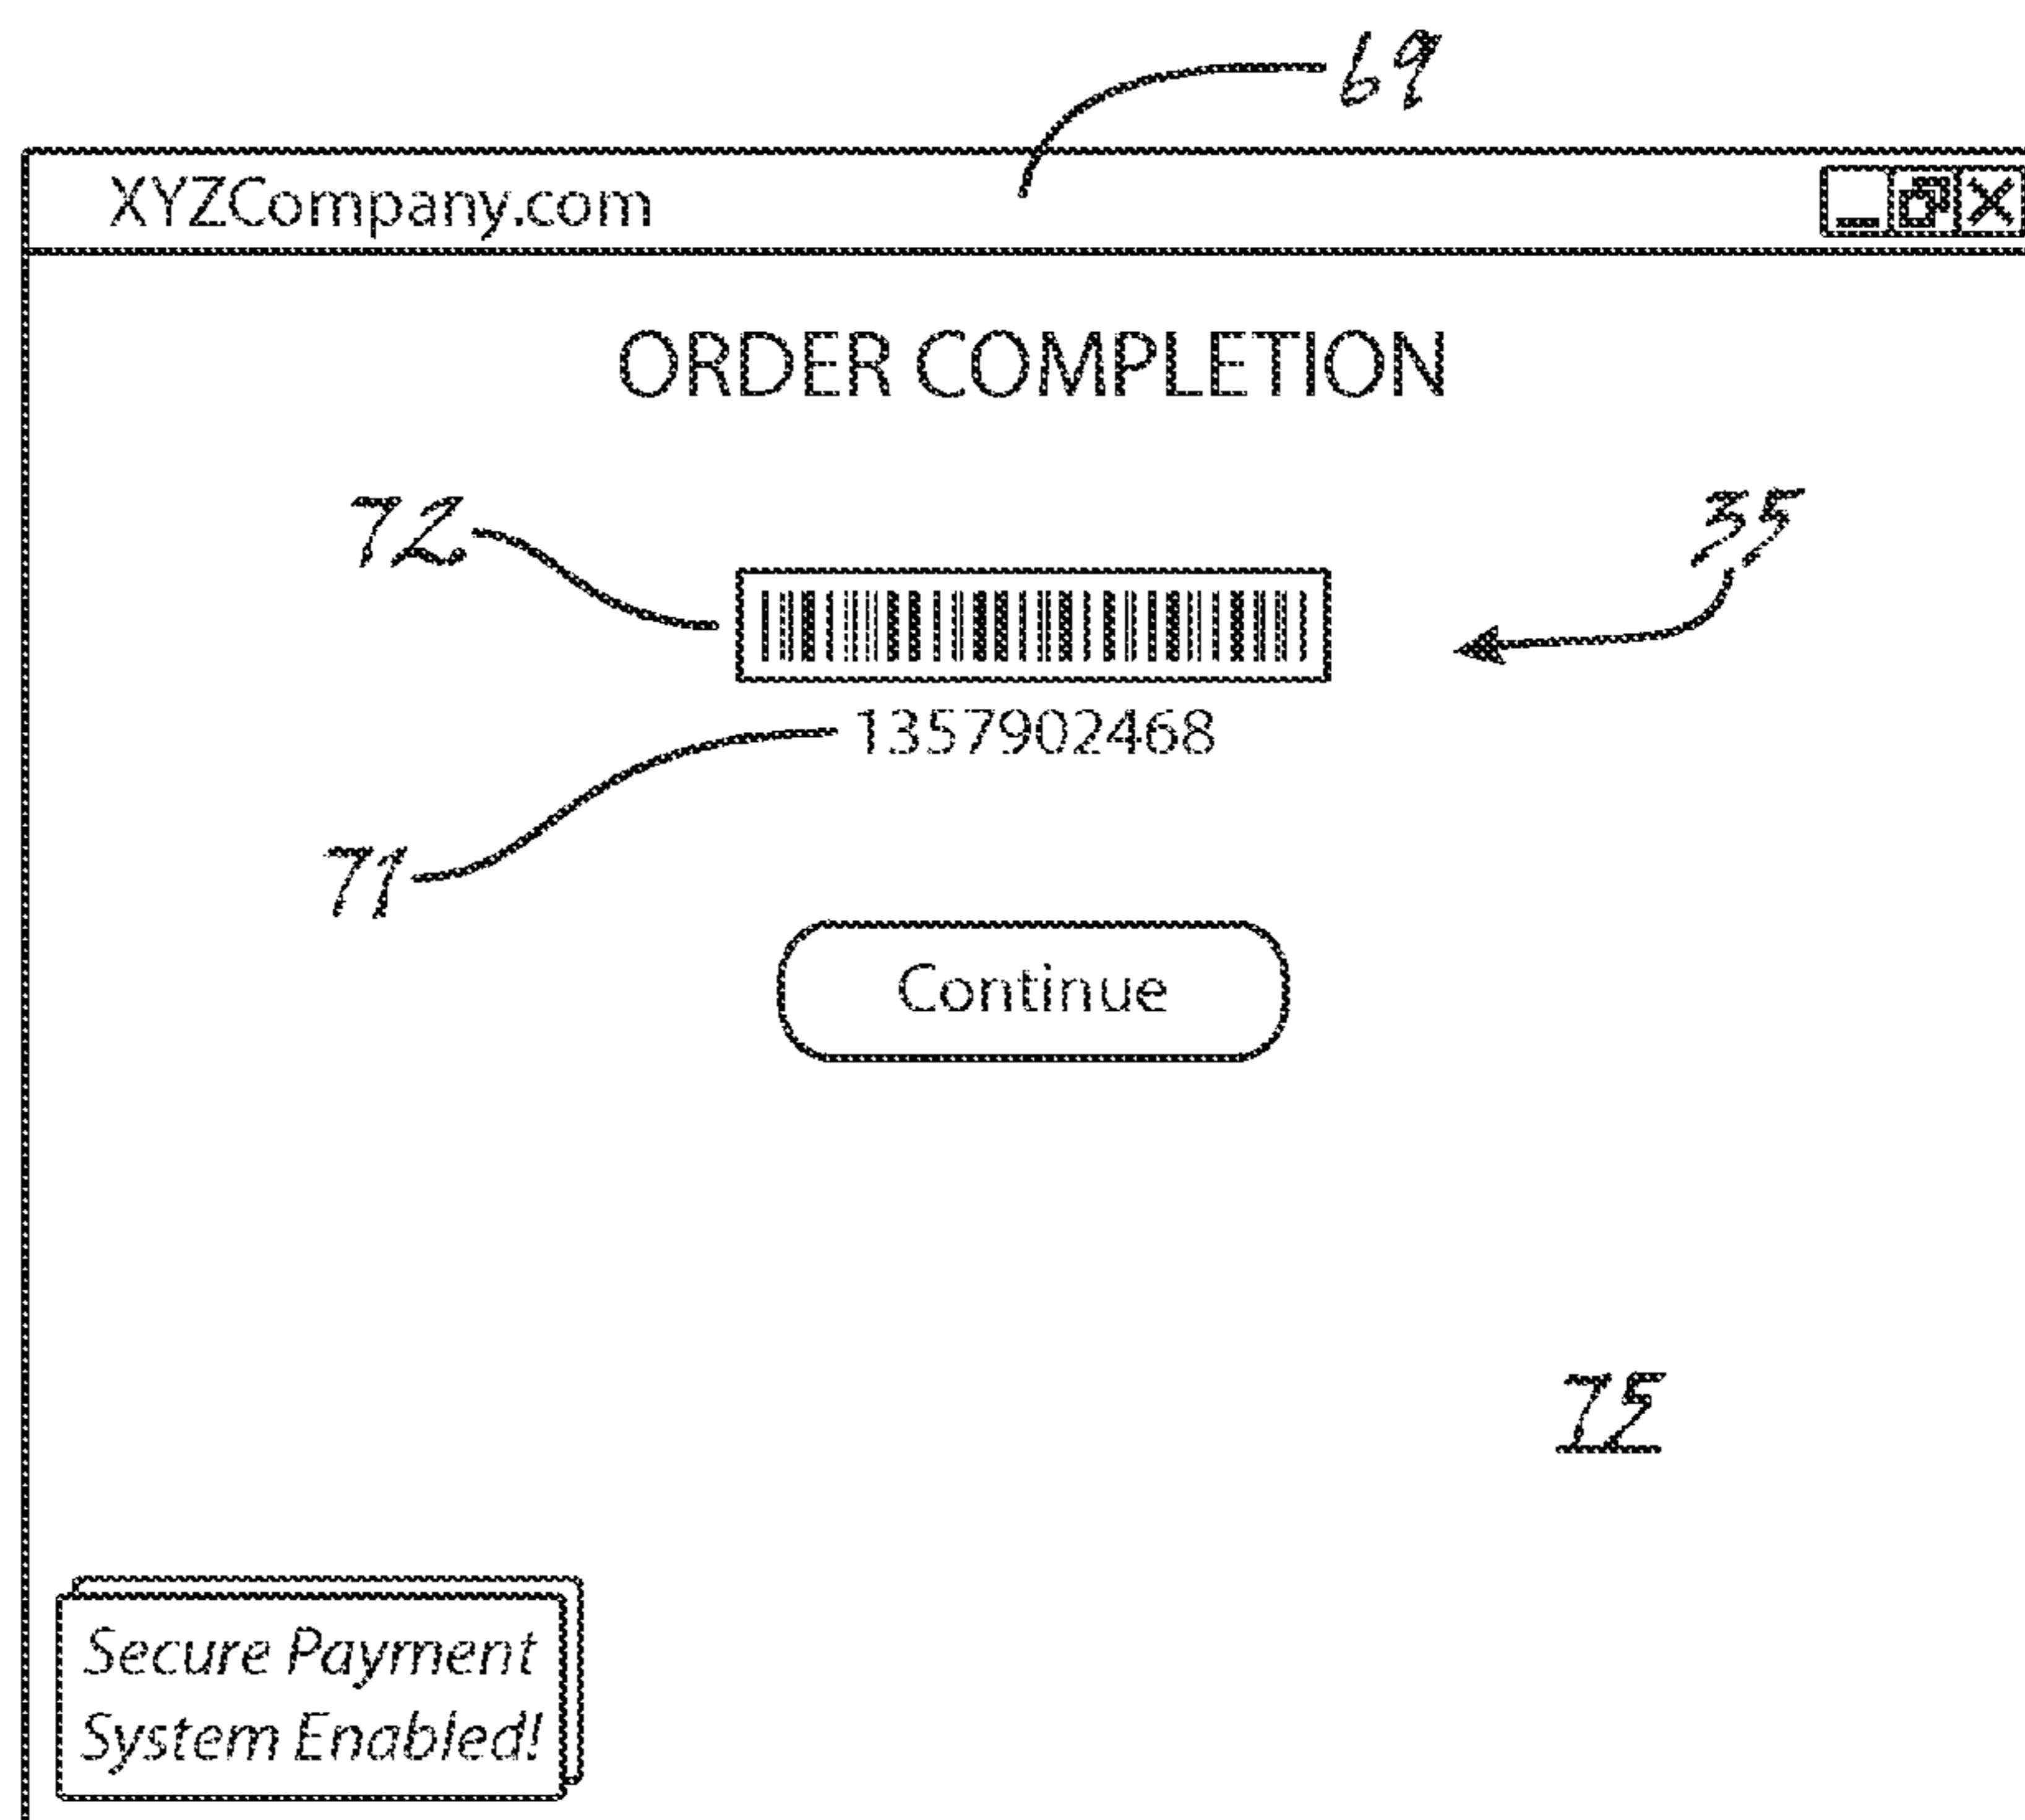 69
XYZCompany.com
ORDER COMPLETION
72
35
1357902468
71
Continue
75
Secure Payment
System Enabled!